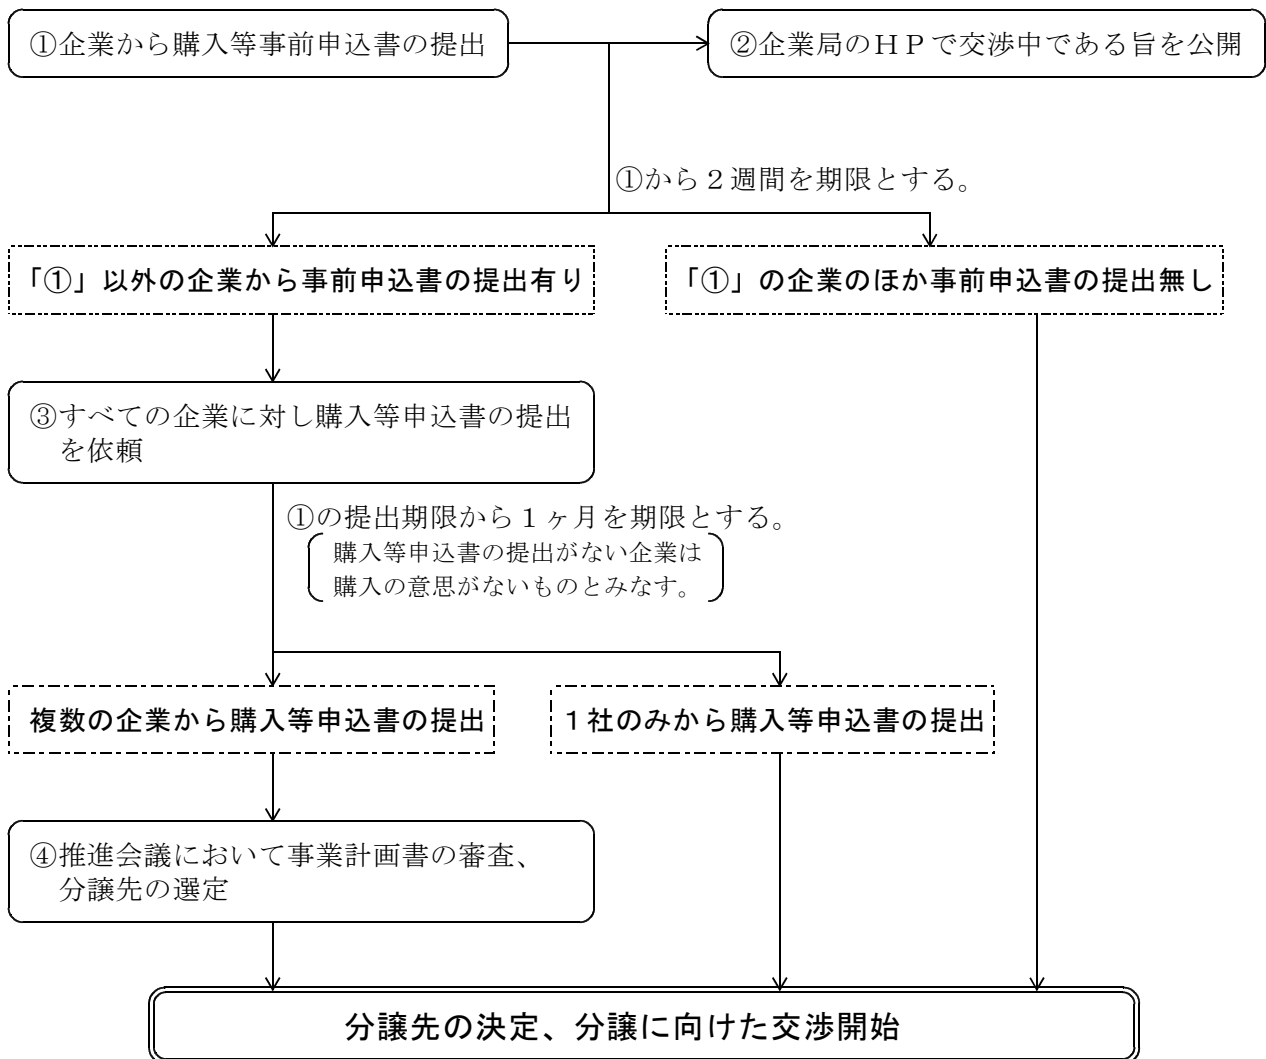 ①企業から購入等事前申込書の提出
②企業局のＨＰで交渉中である旨を公開
①から２週間を期限とする。
「①」以外の企業から事前申込書の提出有り
「①」の企業のほか事前申込書の提出無し
③すべての企業に対し購入等申込書の提出
を依頼
①の提出期限から１ヶ月を期限とする。
購入等申込書の提出がない企業は
購入の意思がないものとみなす。
複数の企業から購入等申込書の提出
１社のみから購入等申込書の提出
④推進会議において事業計画書の審査、
分譲先の選定
分譲先の決定、分譲に向けた交渉開始